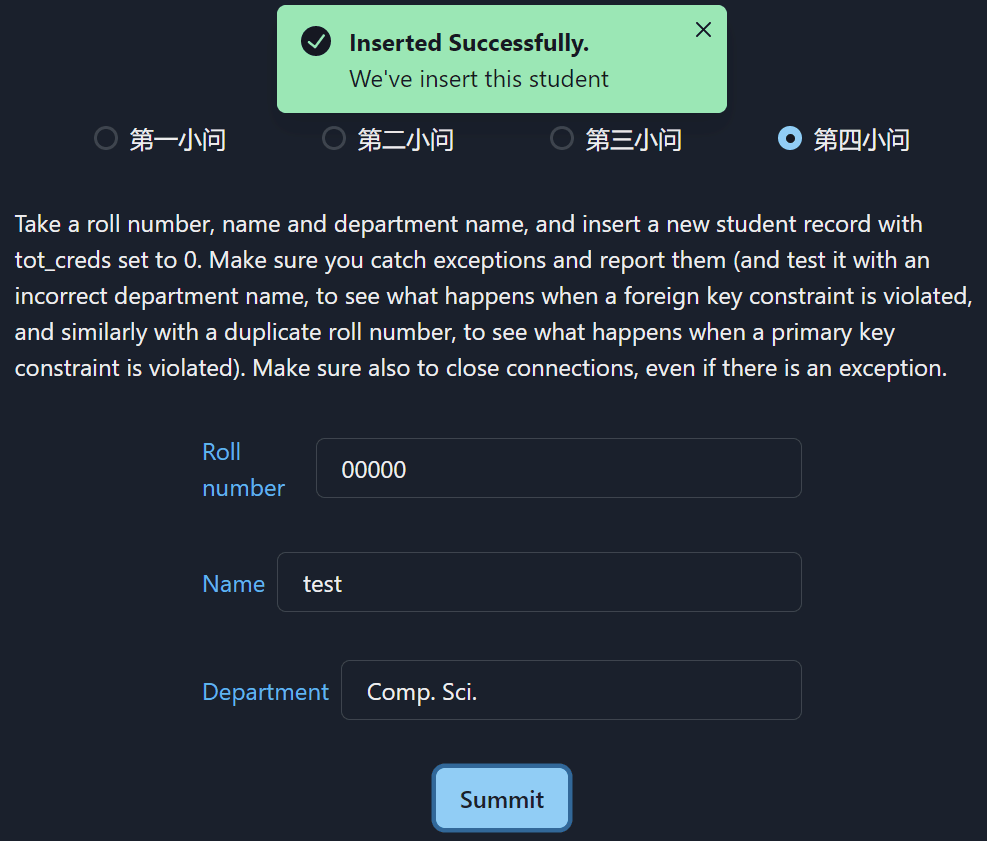 Inserted Successfully.
We've insert this student
第一小问
第二小问
第三小问
第四小问
Take a roll number, name and department name, and insert a new student record with
tot_creds set to 0. Make sure you catch exceptions and report them (and test it with an
incorrect department name, to see what happens when a foreign key constraint is violated,
and similarly with a duplicate roll number, to see what happens when a primary key
constraint is violated). Make sure also to close connections, even if there is an exception.
Roll
number
00000
Name
test
Department
Comp. Sci.
Summit